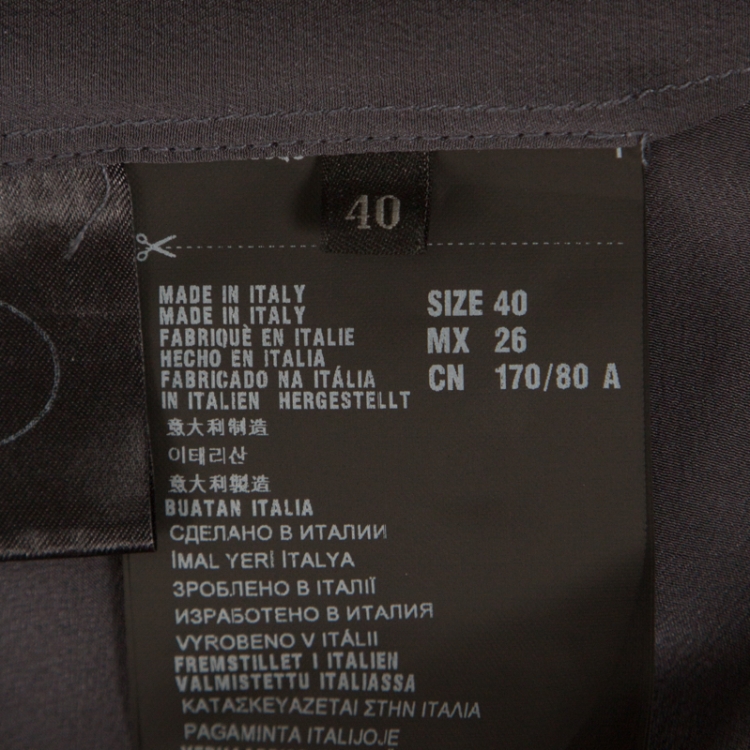 40
MADE IN ITALY
MADE IN ITALY
FABRIQUÈ EN ITALIE
HECHO EN ITALIA
FABRICADO NA ITÁLIA
IN ITALIEN HERGESTELLT
意大利制造
이태리산
意大利製造
BUATAN ITALIA
СДЕЛАНО В ИТАЛИИ
İMAL YERİ İTALYA
ЗРОБЛЕНО В ІТАЛІЇ
ИЗРАБОТЕНО В ИТАЛИЯ
VYROBENO V ITÁLII
FREMSTILLET I ITALIEN
VALMISTETTU ITALIASSA
ΚΑΤΑΣΚΕΥΑΖΕΤΑΙ ΣΤΗΝ ΙΤΑΛΙΑ
PAGAMINTA ITALIJOJE
SIZE 40
MX 26
CN 170/80 A